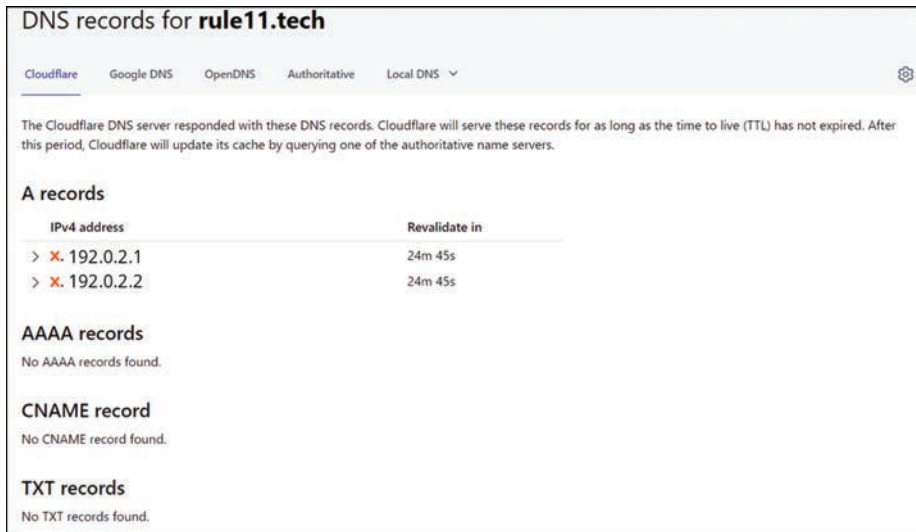 DNS records for rule11.tech
Cloudflare Google DNS OpenDNS Authoritative Local DNS
The Cloudflare DNS server responded with these DNS records. Cloudflare will serve these records for as long as the time to live (TTL) has not expired. After
this period, Cloudflare will update its cache by querying one of the authoritative name servers.
A records
IPv4 address Revalidate in
X. 192.0.2.1 24m 45s
X. 192.0.2.2 24m 45s
AAAA records
No AAAA records found.
CNAME record
No CNAME record found.
TXT records
No TXT records found.